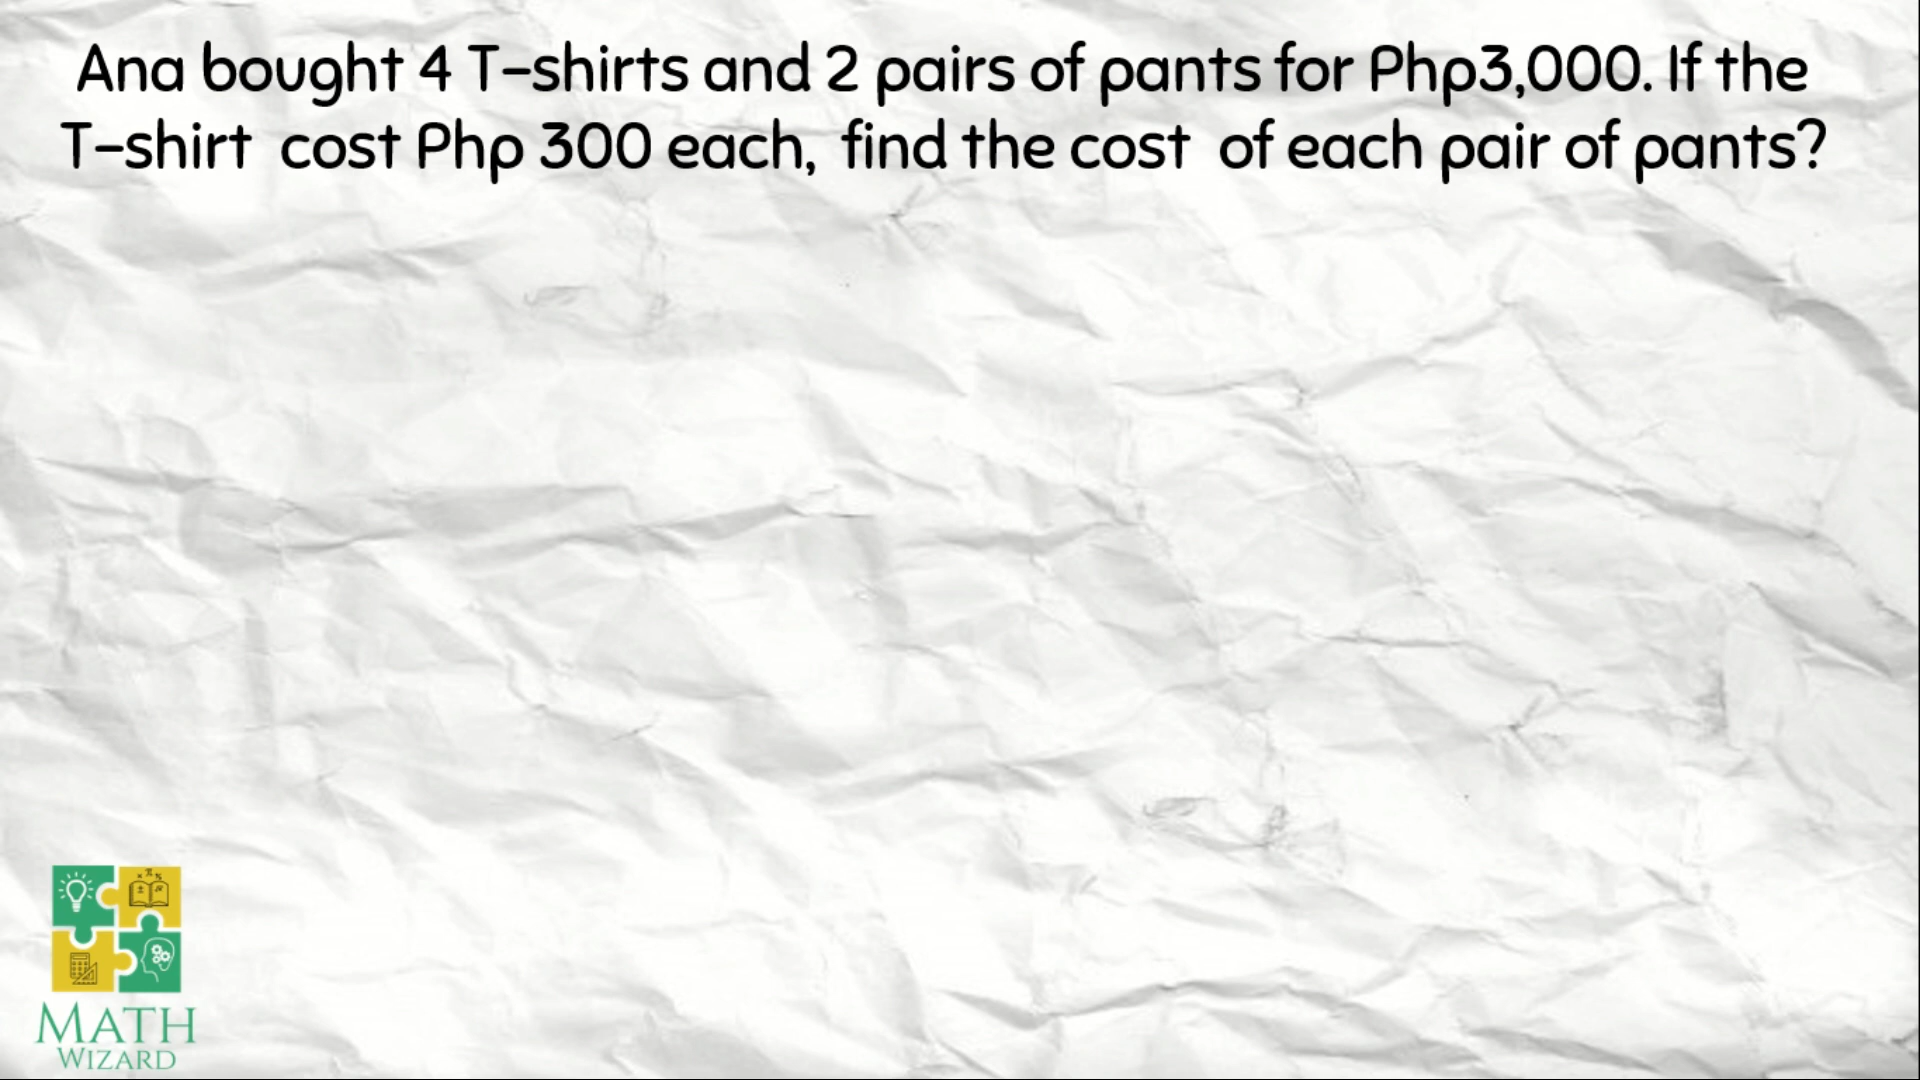 Ana bought 4 T-shirts and 2 pairs of pants for Php3,000. If the
T-shirt cost Php 300 each, find the cost of each pair of pants?
MATH
WIZARD